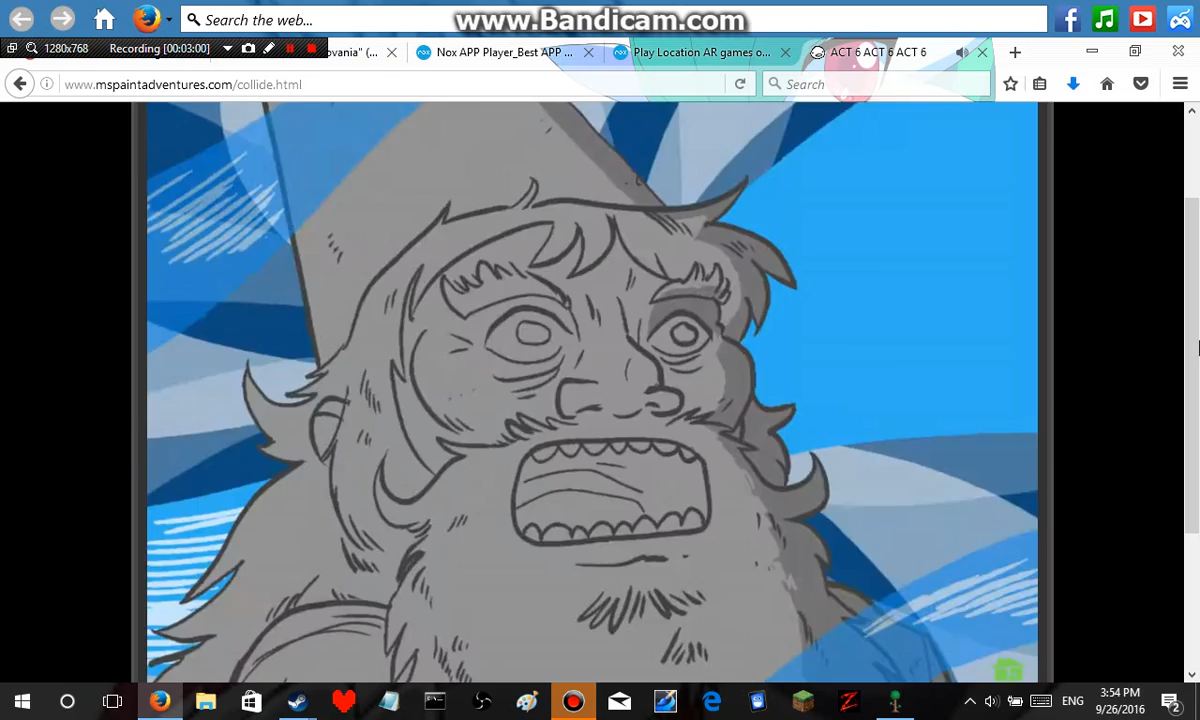 Search the web...
www.Bandicam.com
1280x768
Recording [00:03:00]
ovania" (...
Nox APP Player_Best APP ...
Play Location AR games o...
ACT 6 ACT 6 ACT 6
www.mspaintadventures.com/collide.html
Search
ENG
3:54 PM
9/26/2016
2